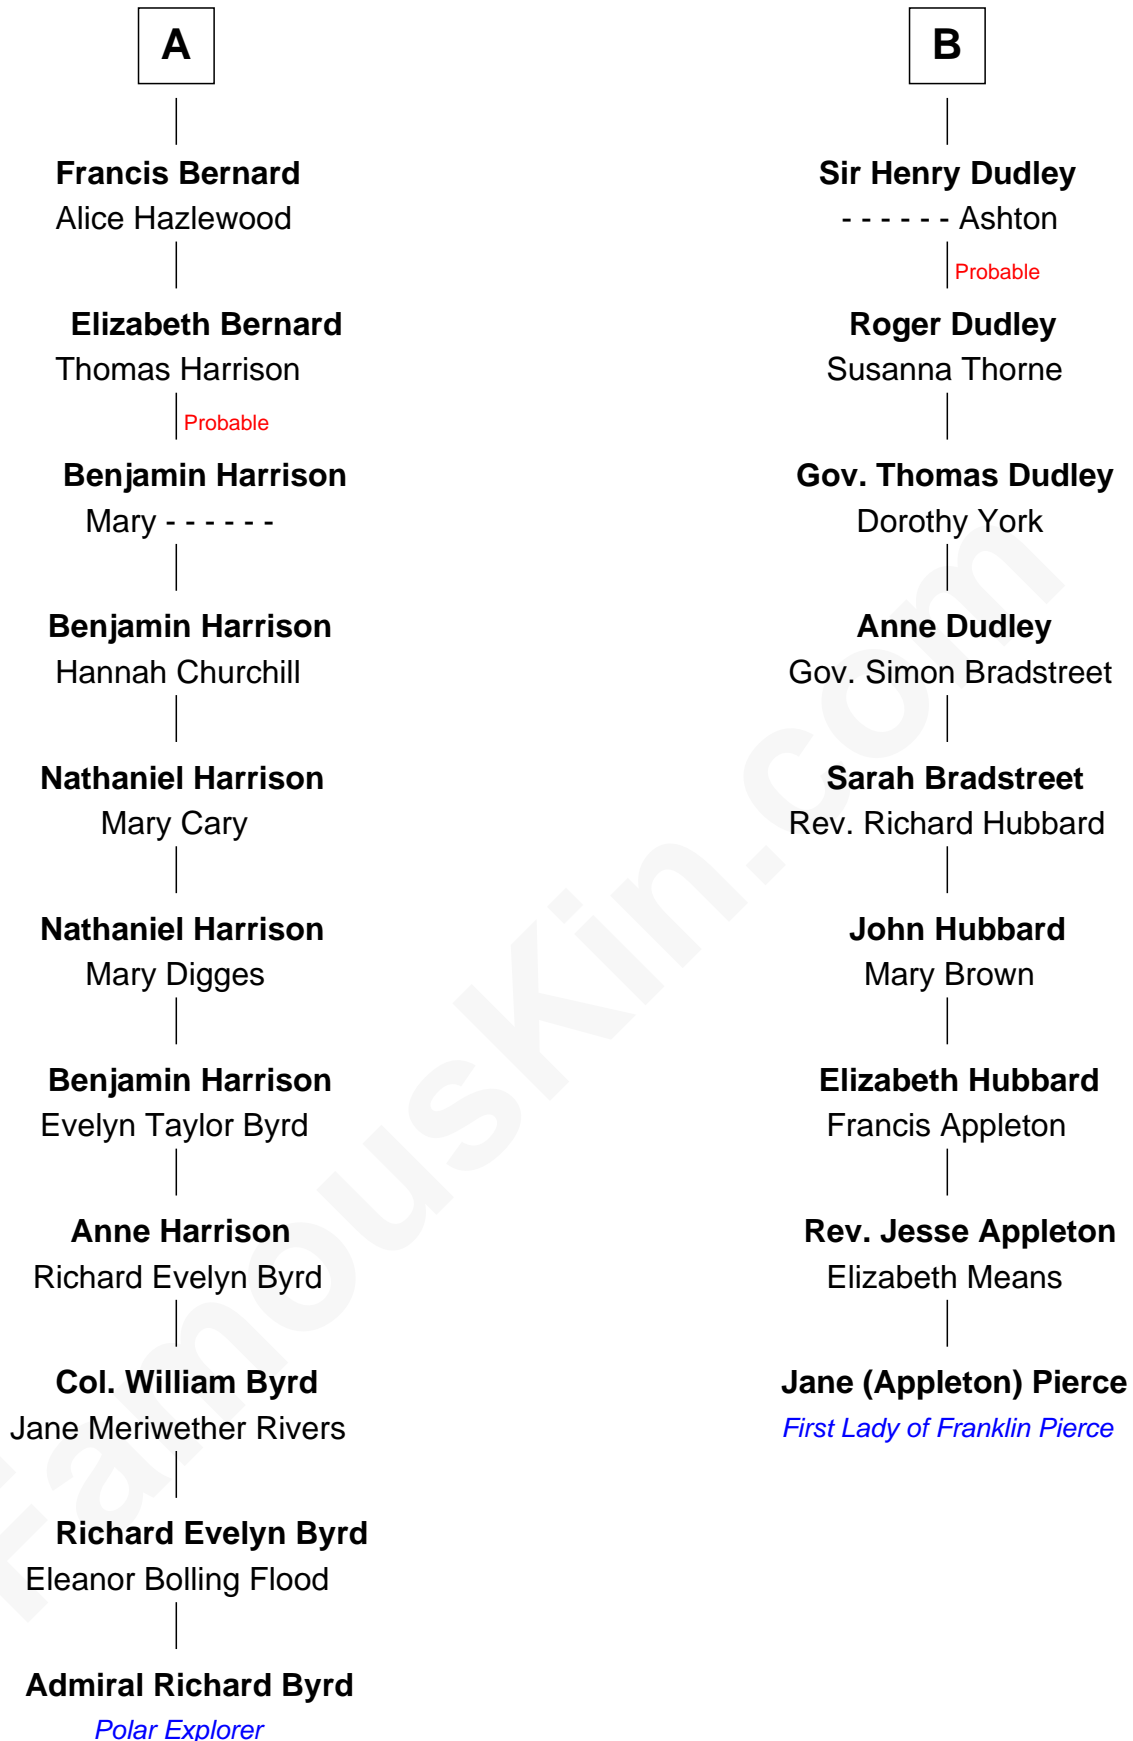 A
Francis Bernard
Alice Hazlewood
Elizabeth Bernard
Thomas Harrison
Probable
Benjamin Harrison
Mary - - - - - -
Benjamin Harrison
Hannah Churchill
Nathaniel Harrison
Mary Cary
Nathaniel Harrison
Mary Digges
Benjamin Harrison
Evelyn Taylor Byrd
Anne Harrison
Richard Evelyn Byrd
Col. William Byrd
Jane Meriwether Rivers
Richard Evelyn Byrd
Eleanor Bolling Flood
Admiral Richard Byrd
Polar Explorer
B
Sir Henry Dudley
- - - - - - Ashton
Probable
Roger Dudley
Susanna Thorne
Gov. Thomas Dudley
Dorothy York
Anne Dudley
Gov. Simon Bradstreet
Sarah Bradstreet
Rev. Richard Hubbard
John Hubbard
Mary Brown
Elizabeth Hubbard
Francis Appleton
Rev. Jesse Appleton
Elizabeth Means
Jane (Appleton) Pierce
First Lady of Franklin Pierce
FamousKin.com